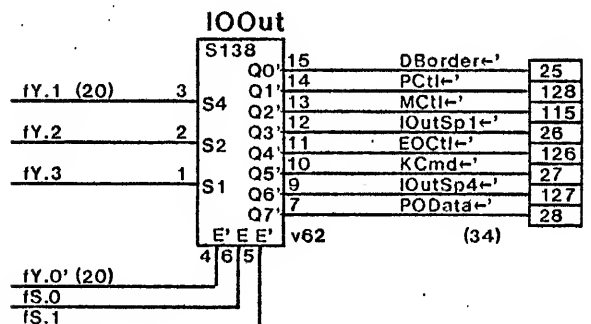 IOOut
S138
15 DBorder←' 25
Q0'
14 PCtl←' 128
fY.1 (20) 3 S4 Q1'
13 MCtl←' 115
Q2'
12 IOutSp1←' 26
fY.2 2 S2 Q3'
11 EOCtl←' 126
Q4'
10 KCmd←' 27
fY.3 1 S1 Q5'
9 IOutSp4←' 127
Q6'
7 POData←' 28
Q7'
E' E E' v62 (34)
4 6 5
fY.0' (20)
fS.0
fS.1